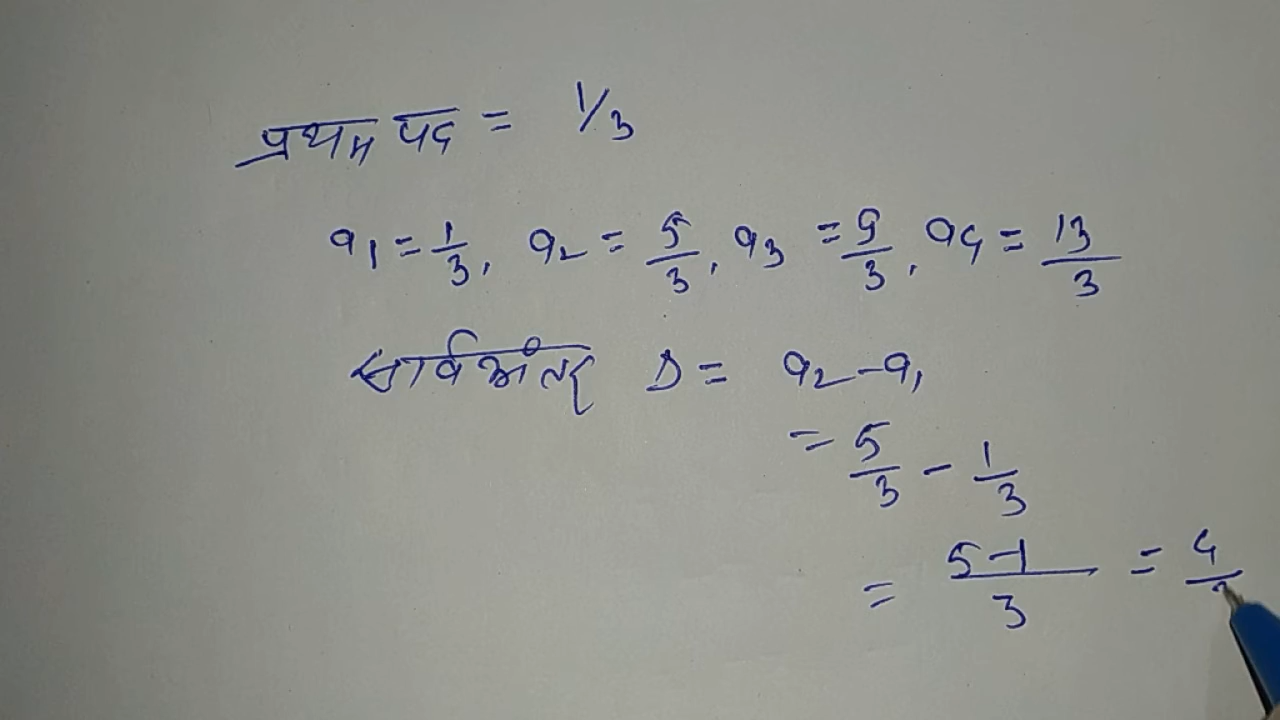 प्रथम पद = 1/3
a1 = 1/3, a2 = 5/3, a3 = 9/3, a4 = 13/3
सार्वअंतर D = a2 - a1
= 5/3 - 1/3
= 5-1/3 = 4/3